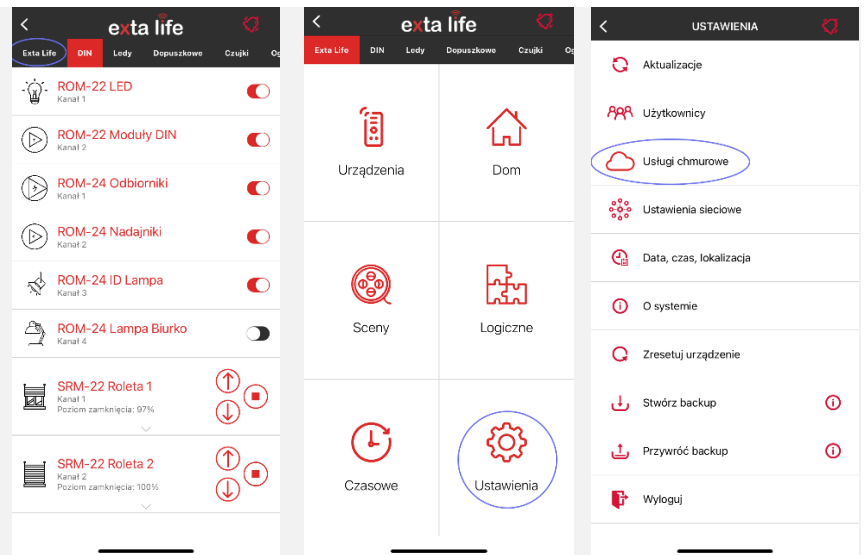 exta life
Exta Life DIN Ledy Dopuszkowe Czujki
ROM-22 LED
Kanał 1
ROM-22 Moduły DIN
Kanał 2
ROM-24 Odbiorniki
Kanał 1
ROM-24 Nadajniki
Kanał 2
ROM-24 ID Lampa
Kanał 3
ROM-24 Lampa Biurko
Kanał 4
SRM-22 Roleta 1
Kanał 1
Poziom zamknięcia: 97%
SRM-22 Roleta 2
Kanał 2
Poziom zamknięcia: 100%
exta life
Exta Life DIN Ledy Dopuszkowe Czujki
Urządzenia
Dom
Sceny
Logiczne
Czasowe
Ustawienia
USTAWIENIA
Aktualizacje
Użytkownicy
Usługi chmurowe
Ustawienia sieciowe
Data, czas, lokalizacja
O systemie
Zresetuj urządzenie
Stwórz backup
Przywróć backup
Wyloguj